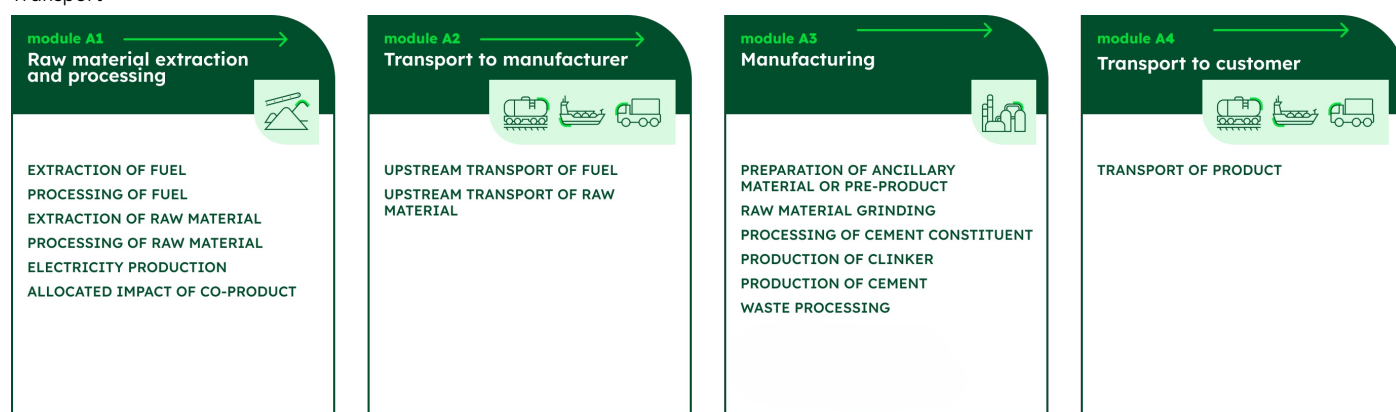 Transport
module A1
Raw material extraction
and processing
EXTRACTION OF FUEL
PROCESSING OF FUEL
EXTRACTION OF RAW MATERIAL
PROCESSING OF RAW MATERIAL
ELECTRICITY PRODUCTION
ALLOCATED IMPACT OF CO-PRODUCT
module A2
Transport to manufacturer
UPSTREAM TRANSPORT OF FUEL
UPSTREAM TRANSPORT OF RAW
MATERIAL
module A3
Manufacturing
PREPARATION OF ANCILLARY
MATERIAL OR PRE-PRODUCT
RAW MATERIAL GRINDING
PROCESSING OF CEMENT CONSTITUENT
PRODUCTION OF CLINKER
PRODUCTION OF CEMENT
WASTE PROCESSING
module A4
Transport to customer
TRANSPORT OF PRODUCT